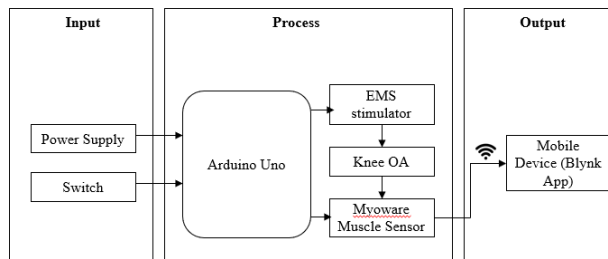 Input
Process
Output
Power Supply
Switch
Arduino Uno
EMS
stimulator
Knee OA
Myoware
Muscle Sensor
Mobile
Device (Blynk
App)